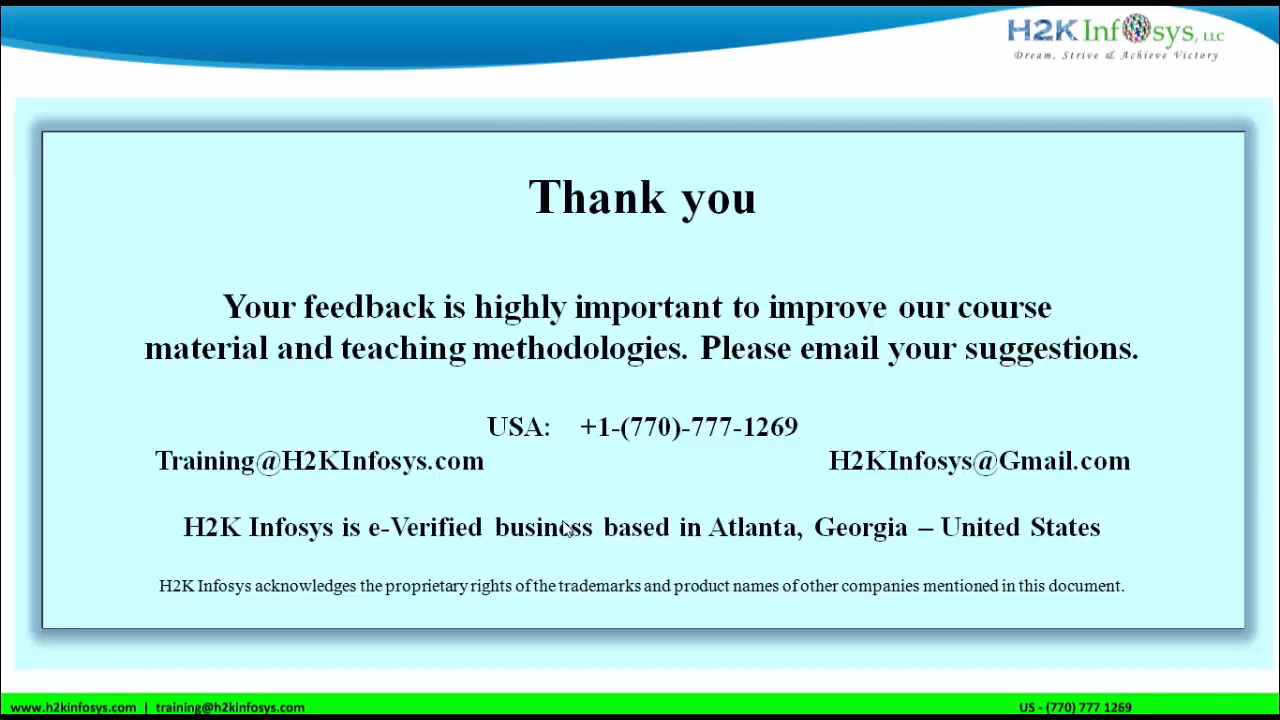 H2K Infosys, LLC
Dream, Strive & Achieve Victory
Thank you
Your feedback is highly important to improve our course
material and teaching methodologies. Please email your suggestions.
USA: +1-(770)-777-1269
Training@H2KInfosys.com H2KInfosys@Gmail.com
H2K Infosys is e-Verified business based in Atlanta, Georgia – United States
H2K Infosys acknowledges the proprietary rights of the trademarks and product names of other companies mentioned in this document.
www.h2kinfosys.com | training@h2kinfosys.com US - (770) 777 1269